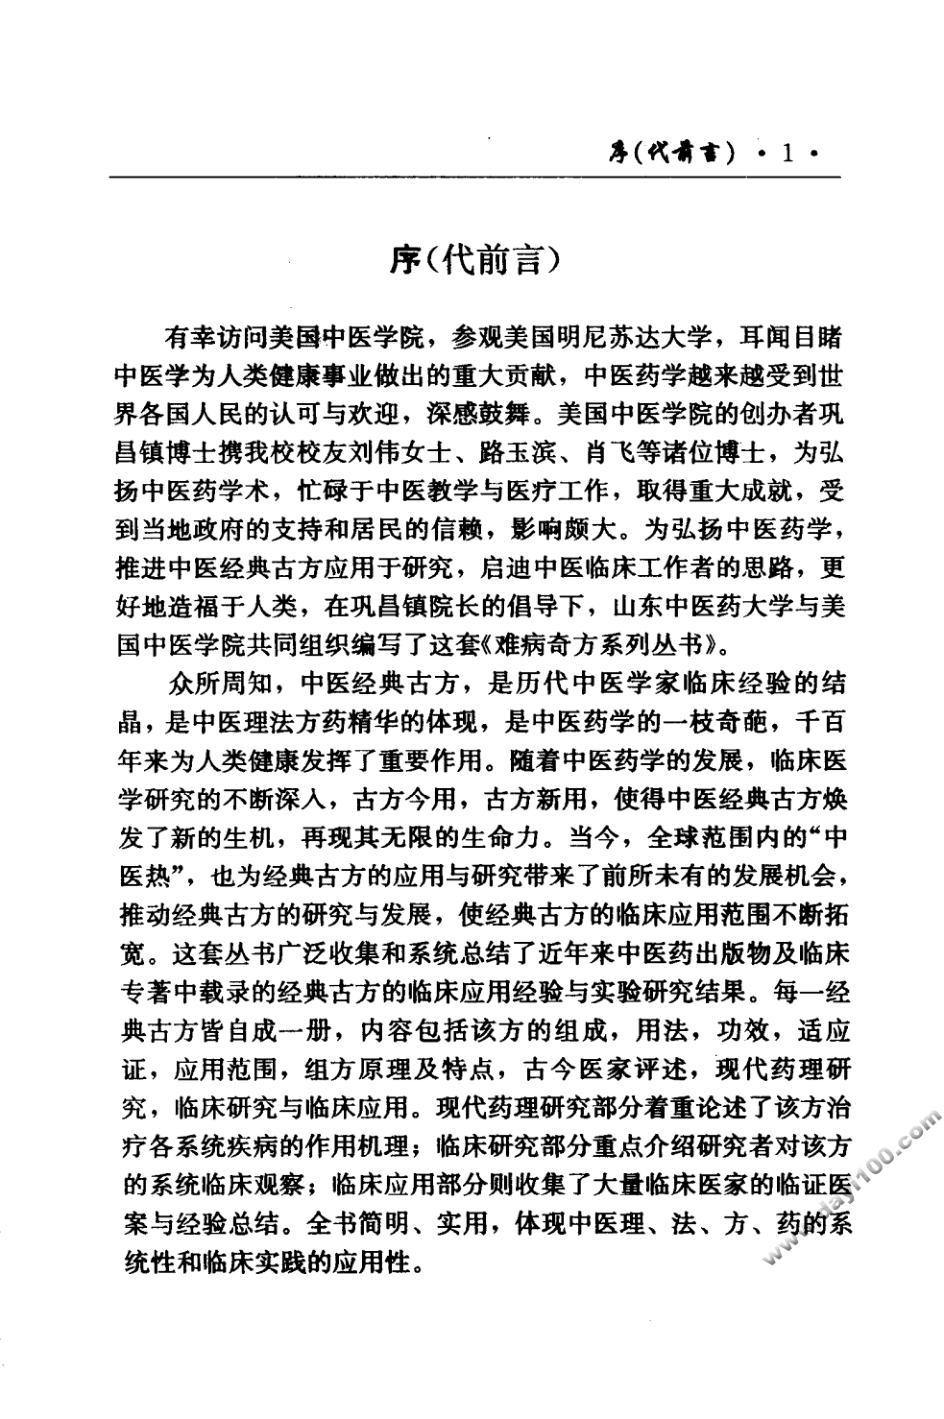 序(代前言)·1·
序(代前言)
有幸访问美国中医学院，参观美国明尼苏达大学，耳闻目睹
中医学为人类健康事业做出的重大贡献，中医药学越来越受到世
界各国人民的认可与欢迎，深感鼓舞。美国中医学院的创办者巩
昌镇博士携我校校友刘伟女士、路玉滨、肖飞等诸位博士，为弘
扬中医药学术，忙碌于中医教学与医疗工作，取得重大成就，受
到当地政府的支持和居民的信赖，影响颇大。为弘扬中医药学，
推进中医经典古方应用于研究，启迪中医临床工作者的思路，更
好地造福于人类，在巩昌镇院长的倡导下，山东中医药大学与美
国中医学院共同组织编写了这套《难病奇方系列丛书》。
众所周知，中医经典古方，是历代中医学家临床经验的结
晶，是中医理法方药精华的体现，是中医药学的一枝奇葩，千百
年来为人类健康发挥了重要作用。随着中医药学的发展，临床医
学研究的不断深入，古方今用，古方新用，使得中医经典古方焕
发了新的生机，再现其无限的生命力。当今，全球范围内的“中
医热”，也为经典古方的应用与研究带来了前所未有的发展机会，
推动经典古方的研究与发展，使经典古方的临床应用范围不断拓
宽。这套丛书广泛收集和系统总结了近年来中医药出版物及临床
专著中载录的经典古方的临床应用经验与实验研究结果。每一经
典古方皆自成一册，内容包括该方的组成，用法，功效，适应
证，应用范围，组方原理及特点，古今医家评述，现代药理研
究，临床研究与临床应用。现代药理研究部分着重论述了该方治
疗各系统疾病的作用机理；临床研究部分重点介绍研究者对该方
的系统临床观察；临床应用部分则收集了大量临床医家的临证医
案与经验总结。全书简明、实用，体现中医理、法、方、药的系
统性和临床实践的应用性。
www.dayi100.com